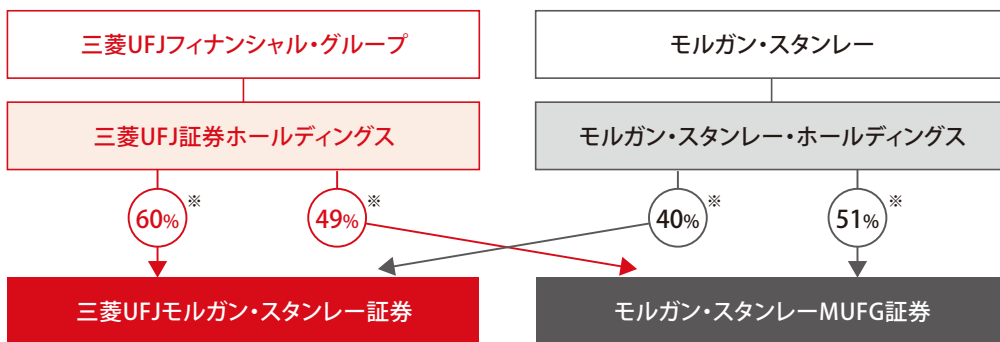 三菱UFJフィナンシャル・グループ
モルガン・スタンレー
三菱UFJ証券ホールディングス
モルガン・スタンレー・ホールディングス
60%※
49%※
40%※
51%※
三菱UFJモルガン・スタンレー証券
モルガン・スタンレーMUFG証券